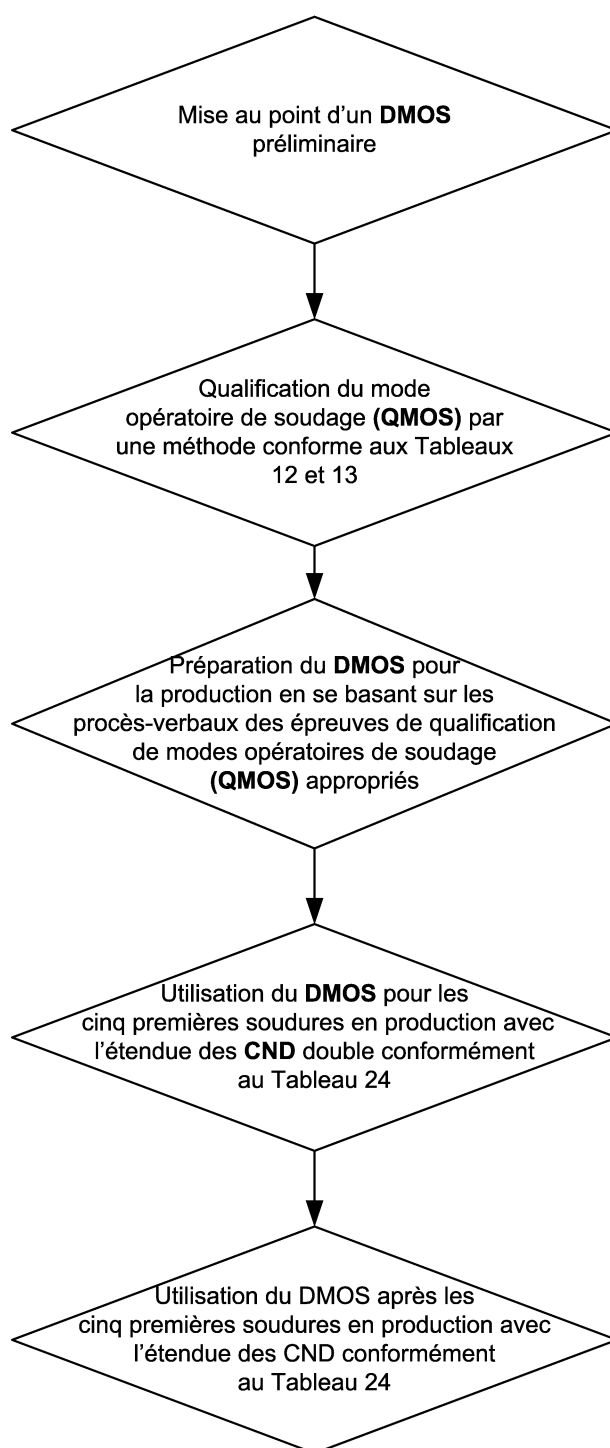 Mise au point d’un DMOS
préliminaire
Qualification du mode
opératoire de soudage (QMOS) par
une méthode conforme aux Tableaux
12 et 13
Préparation du DMOS pour
la production en se basant sur les
procès-verbaux des épreuves de qualification
de modes opératoires de soudage
(QMOS) appropriés
Utilisation du DMOS pour les
cinq premières soudures en production avec
l’étendue des CND double conformément
au Tableau 24
Utilisation du DMOS après les
cinq premières soudures en production avec
l’étendue des CND conformément
au Tableau 24